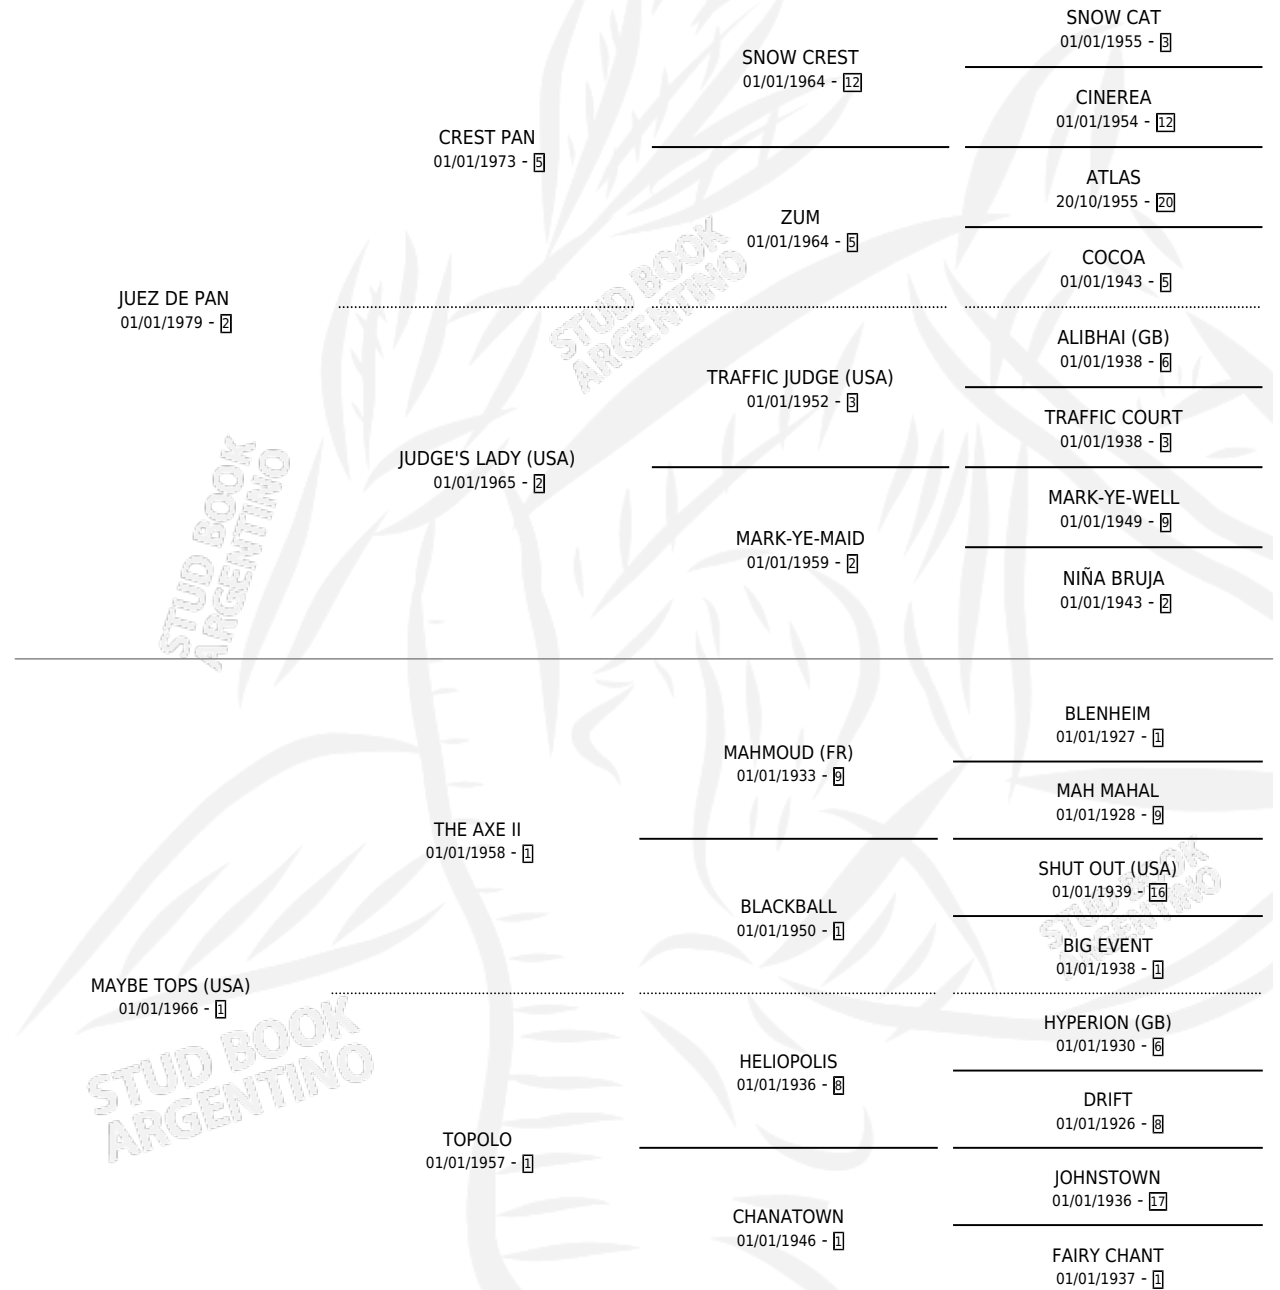 SNOW CAT
01/01/1955 - 3
SNOW CREST
01/01/1964 - 12
CINEREA
01/01/1954 - 12
CREST PAN
01/01/1973 - 5
ATLAS
20/10/1955 - 20
ZUM
01/01/1964 - 5
COCOA
01/01/1943 - 5
JUEZ DE PAN
01/01/1979 - 2
ALIBHAI (GB)
01/01/1938 - 6
TRAFFIC JUDGE (USA)
01/01/1952 - 3
TRAFFIC COURT
01/01/1938 - 3
JUDGE'S LADY (USA)
01/01/1965 - 2
MARK-YE-WELL
01/01/1949 - 9
MARK-YE-MAID
01/01/1959 - 2
NIÑA BRUJA
01/01/1943 - 2
BLENHEIM
01/01/1927 - 1
MAHMOUD (FR)
01/01/1933 - 9
MAH MAHAL
01/01/1928 - 9
THE AXE II
01/01/1958 - 1
SHUT OUT (USA)
01/01/1939 - 16
BLACKBALL
01/01/1950 - 1
BIG EVENT
01/01/1938 - 1
MAYBE TOPS (USA)
01/01/1966 - 1
HYPERION (GB)
01/01/1930 - 6
HELIOPOLIS
01/01/1936 - 8
DRIFT
01/01/1926 - 8
TOPOLO
01/01/1957 - 1
JOHNSTOWN
01/01/1936 - 17
CHANATOWN
01/01/1946 - 1
FAIRY CHANT
01/01/1937 - 1
STUD BOOK
ARGENTINO
STUD BOOK
ARGENTINO
STUD BOOK
ARGENTINO
STUD BOOK
ARGENTINO